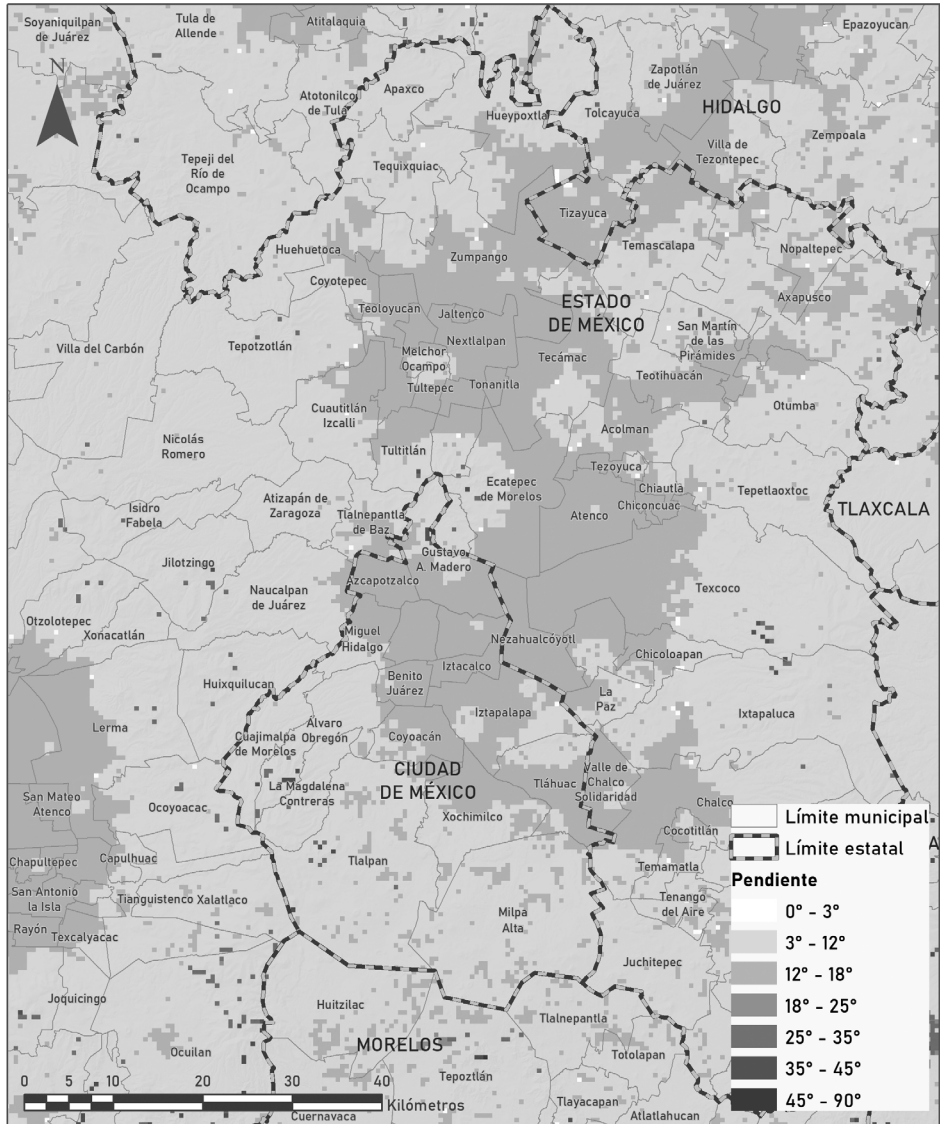 Soyaniquilpan
de Juárez
Tula de
Allende
Atitalaquia
Epazoyucan
N
Zapotlán
de Juárez
Apaxco
Atotonilco
de Tula
HIDALGO
Hueypoxtla
Tolcayuca
Zempoala
Villa de
Tezontepec
Tepeji del
Río de
Ocampo
Tequixquiac
Tizayuca
Huehuetoca
Temascalapa
Nopaltepec
Zumpango
Coyotepec
Axapusco
ESTADO
DE MÉXICO
Teoloyucan
Jaltenco
San Martín
de las
Pirámides
Nextlalpan
Villa del Carbón
Tepotzotlán
Melchor
Ocampo
Tecámac
Teotihuacán
Tultepec
Tonanitla
Otumba
Cuautitlán
Izcalli
Acolman
Nicolás
Romero
Tultitlán
Tezoyuca
Ecatepec
de Morelos
Chiautla
Tepetlaoxtoc
Atizapán de
Zaragoza
Chiconcuac
Isidro
Fabela
Tlalnepantla
de Baz
Atenco
TLAXCALA
Jilotzingo
Gustavo
A. Madero
Azcapotzalco
Naucalpan
de Juárez
Texcoco
Otzolotepec
Xonacatlán
Miguel
Hidalgo
Nezahualcóyotl
Chicoloapan
Iztacalco
Huixquilucan
Benito
Juárez
La
Paz
Iztapalapa
Ixtapaluca
Lerma
Álvaro
Obregón
Cuajimalpa
de Morelos
Coyoacán
CIUDAD
DE MÉXICO
Valle de
Chalco
Solidaridad
Tláhuac
La Magdalena
Contreras
San Mateo
Atenco
Ocoyoacac
Chalco
Xochimilco
Límite municipal
Cocotitlán
Límite estatal
Chapultepec
Capulhuac
Tlalpan
Temamatla
Pendiente
San Antonio
la Isla
Tianguistenco
Xalatlaco
Tenango
del Aire
0° - 3°
Rayón
Texcalyacac
Milpa
Alta
3° - 12°
Juchitepec
12° - 18°
Joquicingo
Huitzilac
18° - 25°
Tlalnepantla
25° - 35°
MORELOS
Ocuilan
Totolapan
35° - 45°
Tepoztlán
0 5 10 20 30 40
Kilómetros
45° - 90°
Tlayacapan
Cuernavaca
Atlatlahucan